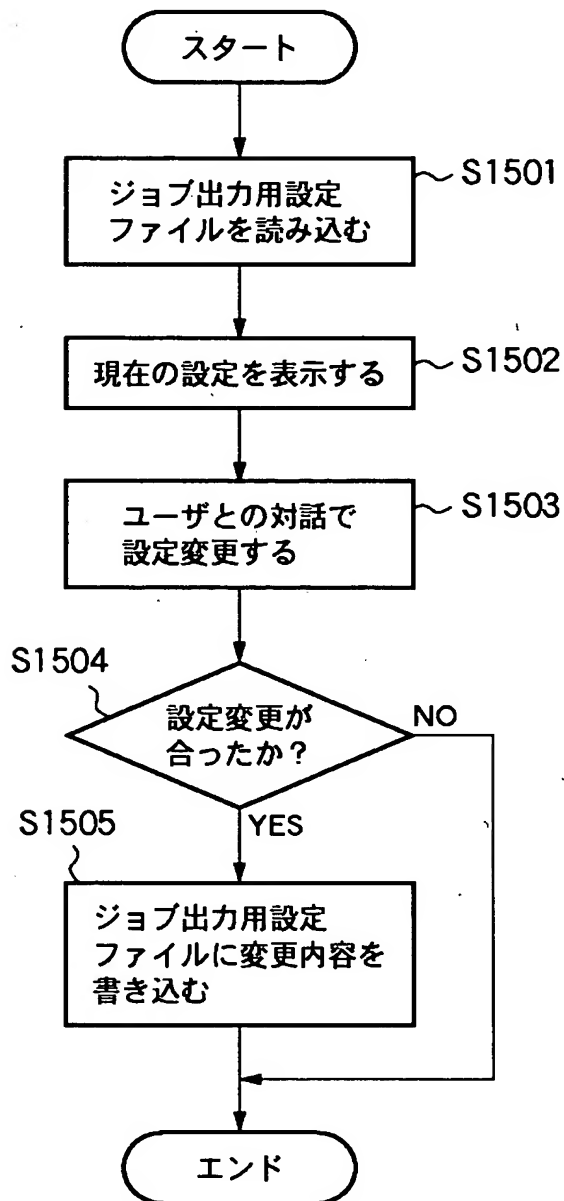 スタート
S1501
ジョブ出力用設定
ファイルを読み込む
S1502
現在の設定を表示する
S1503
ユーザとの対話で
設定変更する
S1504
設定変更が
合ったか?
NO
YES
S1505
ジョブ出力用設定
ファイルに変更内容を
書き込む
エンド